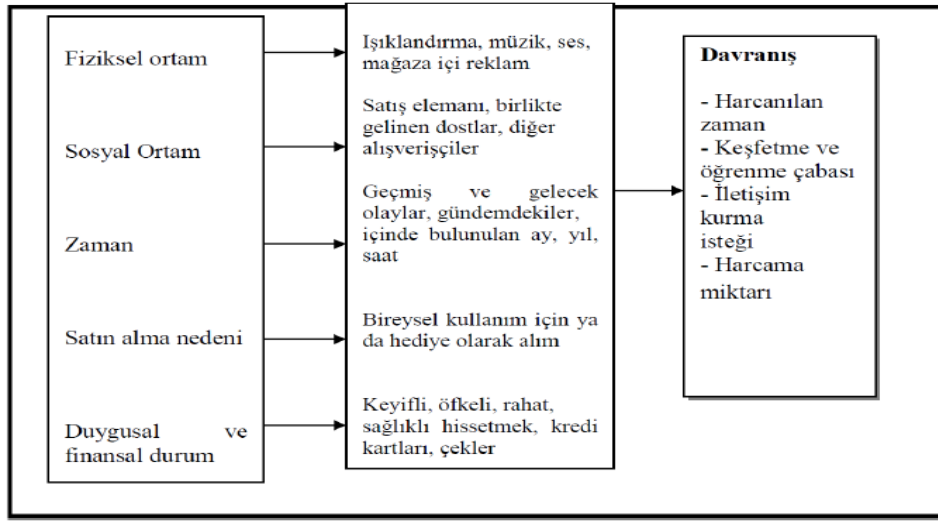 Fiziksel ortam
Sosyal Ortam
Zaman
Satın alma nedeni
Duygusal ve
finansal durum
Işıklandırma, müzik, ses,
mağaza içi reklam
Satış elemanı, birlikte
gelinen dostlar, diğer
alışverişçiler
Geçmiş ve gelecek
olaylar, gündemdekiler,
içinde bulunulan ay, yıl,
saat
Bireysel kullanım için ya
da hediye olarak alım
Keyifli, öfkeli, rahat,
sağlıklı hissetmek, kredi
kartları, çekler
Davranış
- Harcanılan
zaman
- Keşfetme ve
öğrenme çabası
- İletişim
kurma
isteği
- Harcama
miktarı